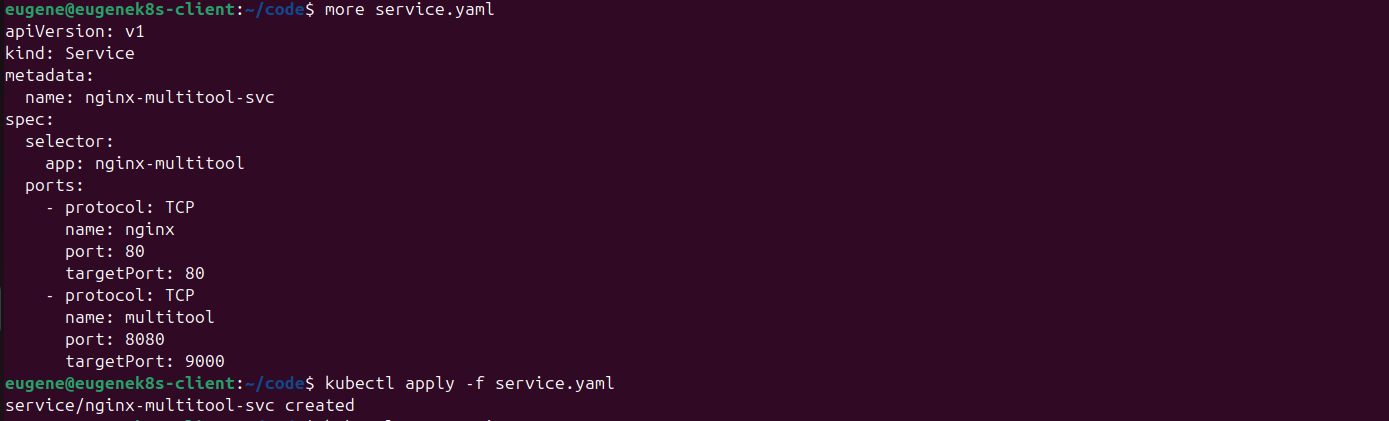 eugene@eugenek8s-client:~/code$ more service.yaml
apiVersion: v1
kind: Service
metadata:
  name: nginx-multitool-svc
spec:
  selector:
    app: nginx-multitool
  ports:
    - protocol: TCP
      name: nginx
      port: 80
      targetPort: 80
    - protocol: TCP
      name: multitool
      port: 8080
      targetPort: 9000
eugene@eugenek8s-client:~/code$ kubectl apply -f service.yaml
service/nginx-multitool-svc created